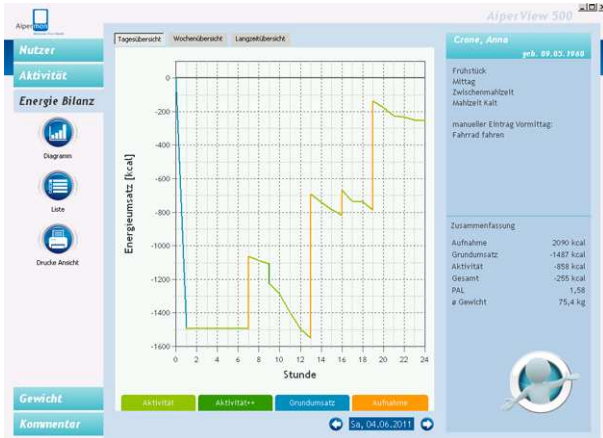 AiperView 500
Aipermon
Nutzer
Aktivität
Energie Bilanz
Diagramm
Liste
Drucke Ansicht
Gewicht
Kommentar
Tagesübersicht Wochenübersicht Langzeitübersicht
Energieumsatz [kcal]
0
-200
-400
-600
-800
-1000
-1200
-1400
-1600
0 2 4 6 8 10 12 14 16 18 20 22 24
Stunde
Aktivität Aktivität++ Grundumsatz Aufnahme
Sa, 04.06.2011
Crone, Anna
geb. 09.05.1960
Frühstück
Mittag
Zwischenmahlzeit
Mahlzeit Kalt
manueller Eintrag Vormittag:
Fahrrad fahren
Zusammenfassung
Aufnahme 2090 kcal
Grundumsatz -1487 kcal
Aktivität -858 kcal
Gesamt -255 kcal
PAL 1,58
ø Gewicht 75,4 kg